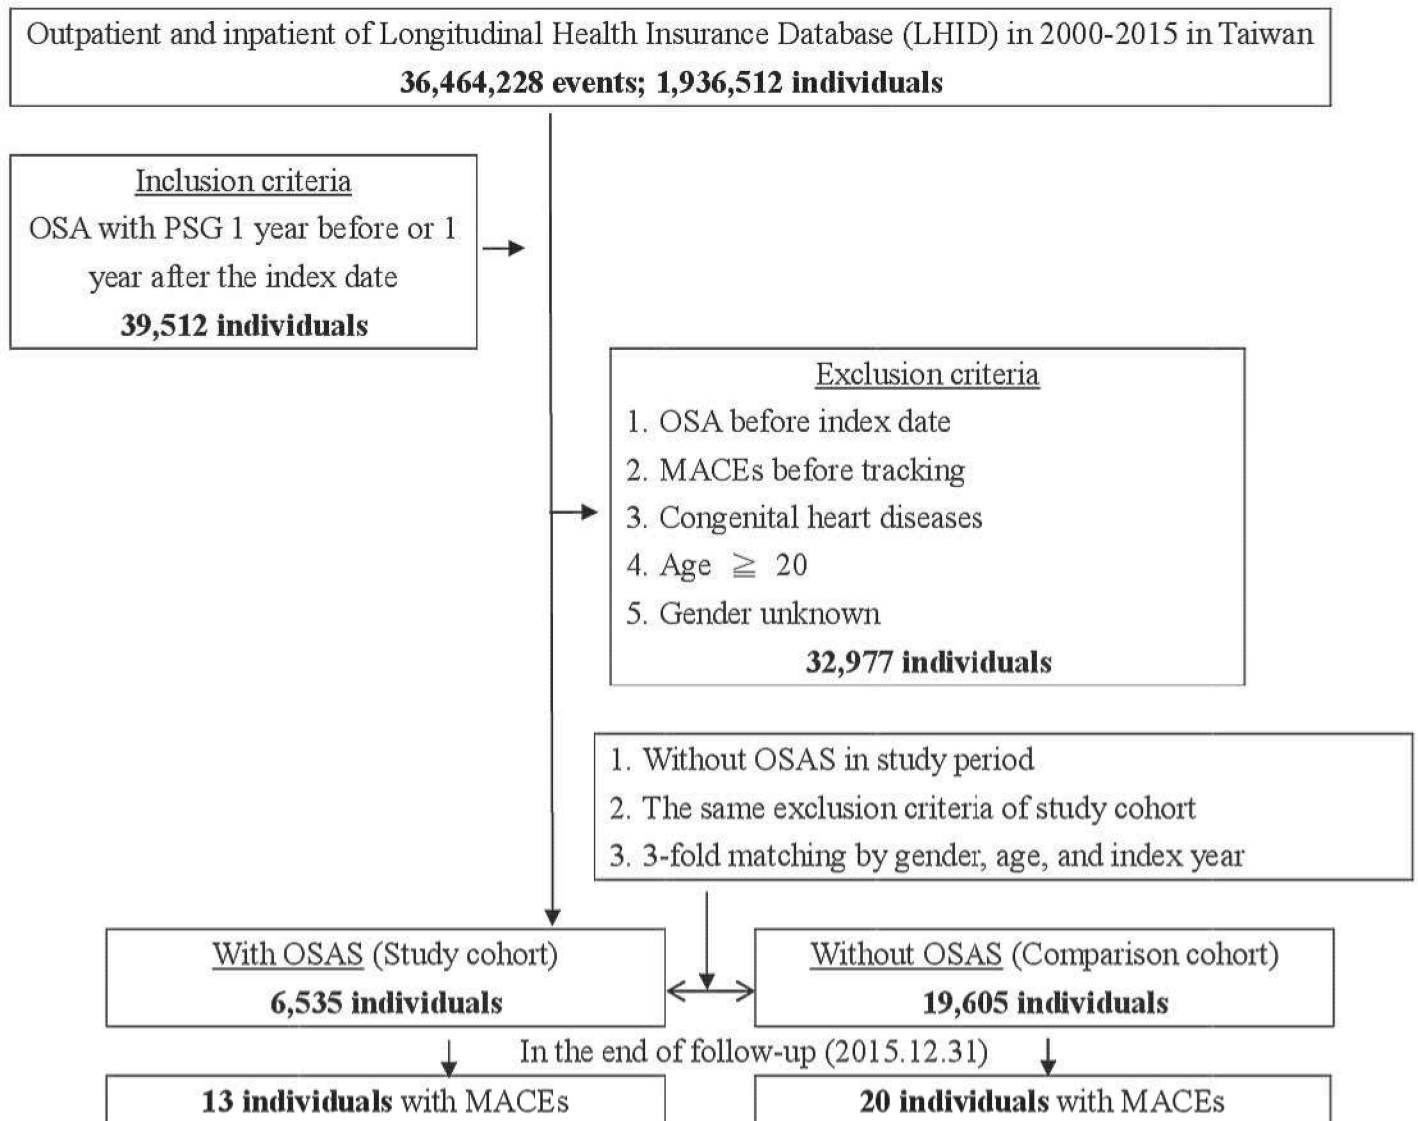 Outpatient and inpatient of Longitudinal Health Insurance Database (LHID) in 2000-2015 in Taiwan
36,464,228 events; 1,936,512 individuals
Inclusion criteria
OSA with PSG 1 year before or 1
year after the index date
39,512 individuals
Exclusion criteria
1. OSA before index date
2. MACEs before tracking
3. Congenital heart diseases
4. Age ≧ 20
5. Gender unknown
32,977 individuals
1. Without OSAS in study period
2. The same exclusion criteria of study cohort
3. 3-fold matching by gender, age, and index year
With OSAS (Study cohort)
6,535 individuals
Without OSAS (Comparison cohort)
19,605 individuals
In the end of follow-up (2015.12.31)
13 individuals with MACEs
20 individuals with MACEs